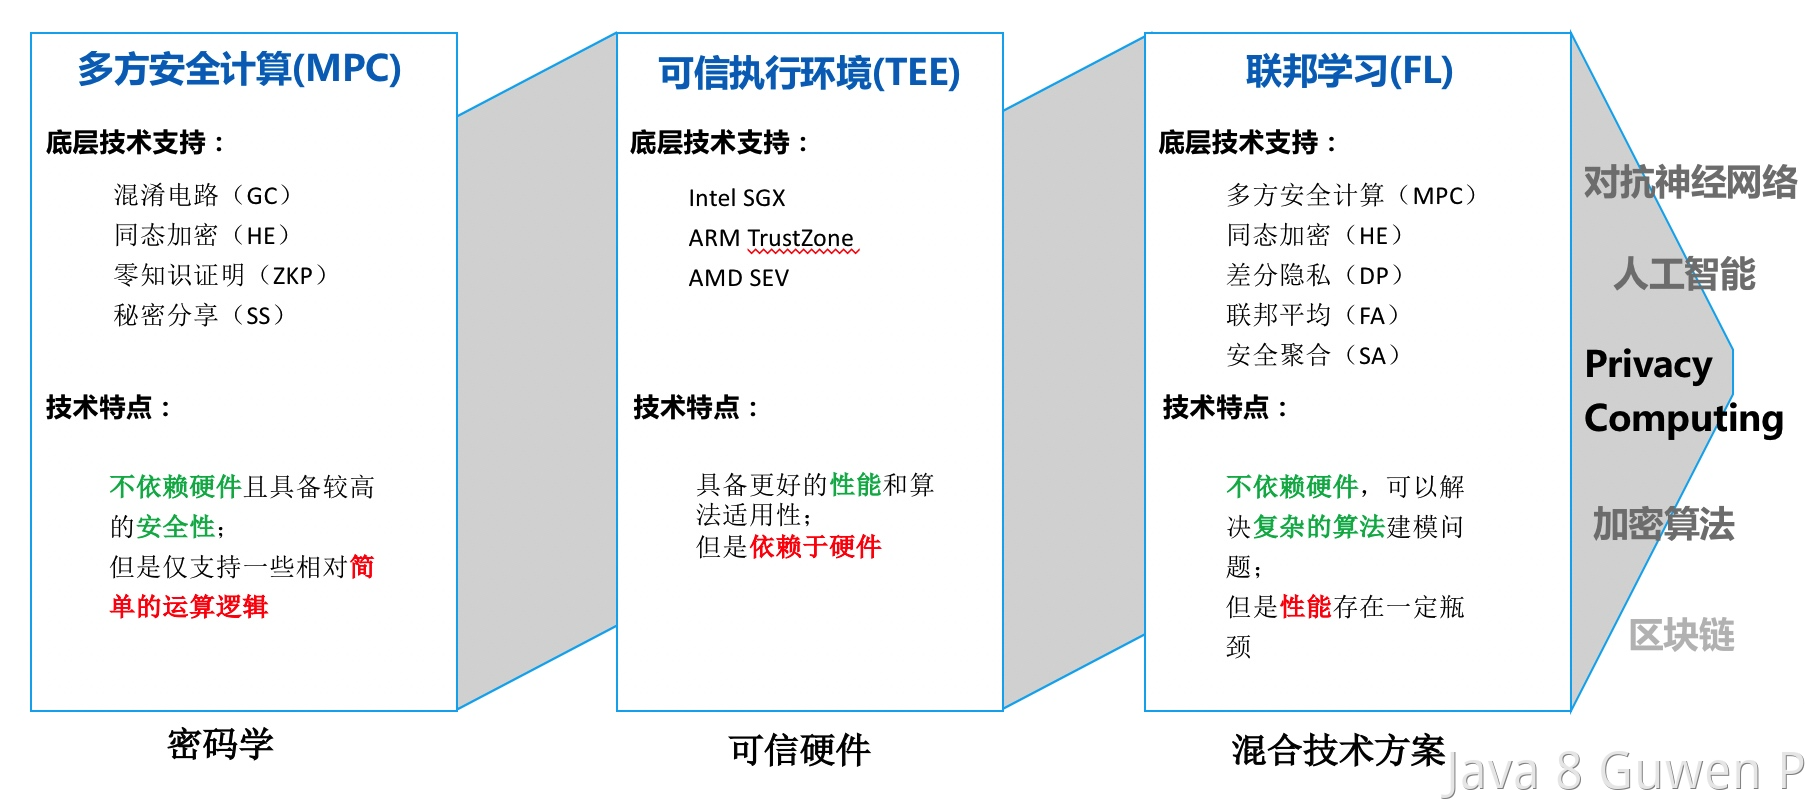 多方安全计算(MPC)
底层技术支持：
混淆电路（GC）
同态加密（HE）
零知识证明（ZKP）
秘密分享（SS）
技术特点：
不依赖硬件且具备较高
的安全性；
但是仅支持一些相对简
单的运算逻辑
密码学
可信执行环境(TEE)
底层技术支持：
Intel SGX
ARM TrustZone
AMD SEV
技术特点：
具备更好的性能和算
法适用性；
但是依赖于硬件
可信硬件
联邦学习(FL)
底层技术支持：
多方安全计算（MPC）
同态加密（HE）
差分隐私（DP）
联邦平均（FA）
安全聚合（SA）
技术特点：
不依赖硬件，可以解
决复杂的算法建模问
题；
但是性能存在一定瓶
颈
混合技术方案
对抗神经网络
人工智能
Privacy
Computing
加密算法
区块链
Java 8 Guwen P